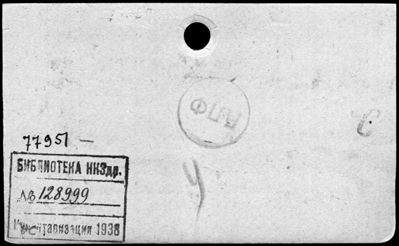 77951 —
БИБЛИОТЕКА НКЗдр.
№ 128999
Инвентаризация 1938
У
С